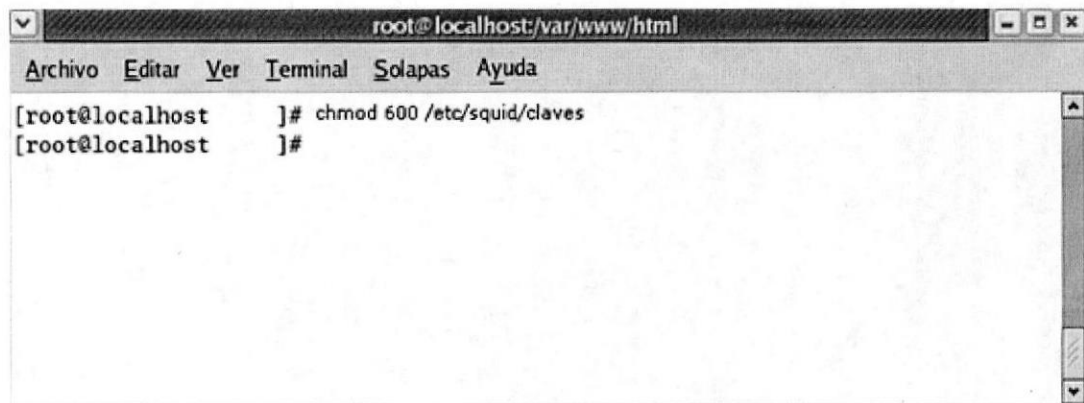 root@localhost:/var/www/html
Archivo Editar Ver Terminal Solapas Ayuda
[root@localhost ]# chmod 600 /etc/squid/claves
[root@localhost ]#